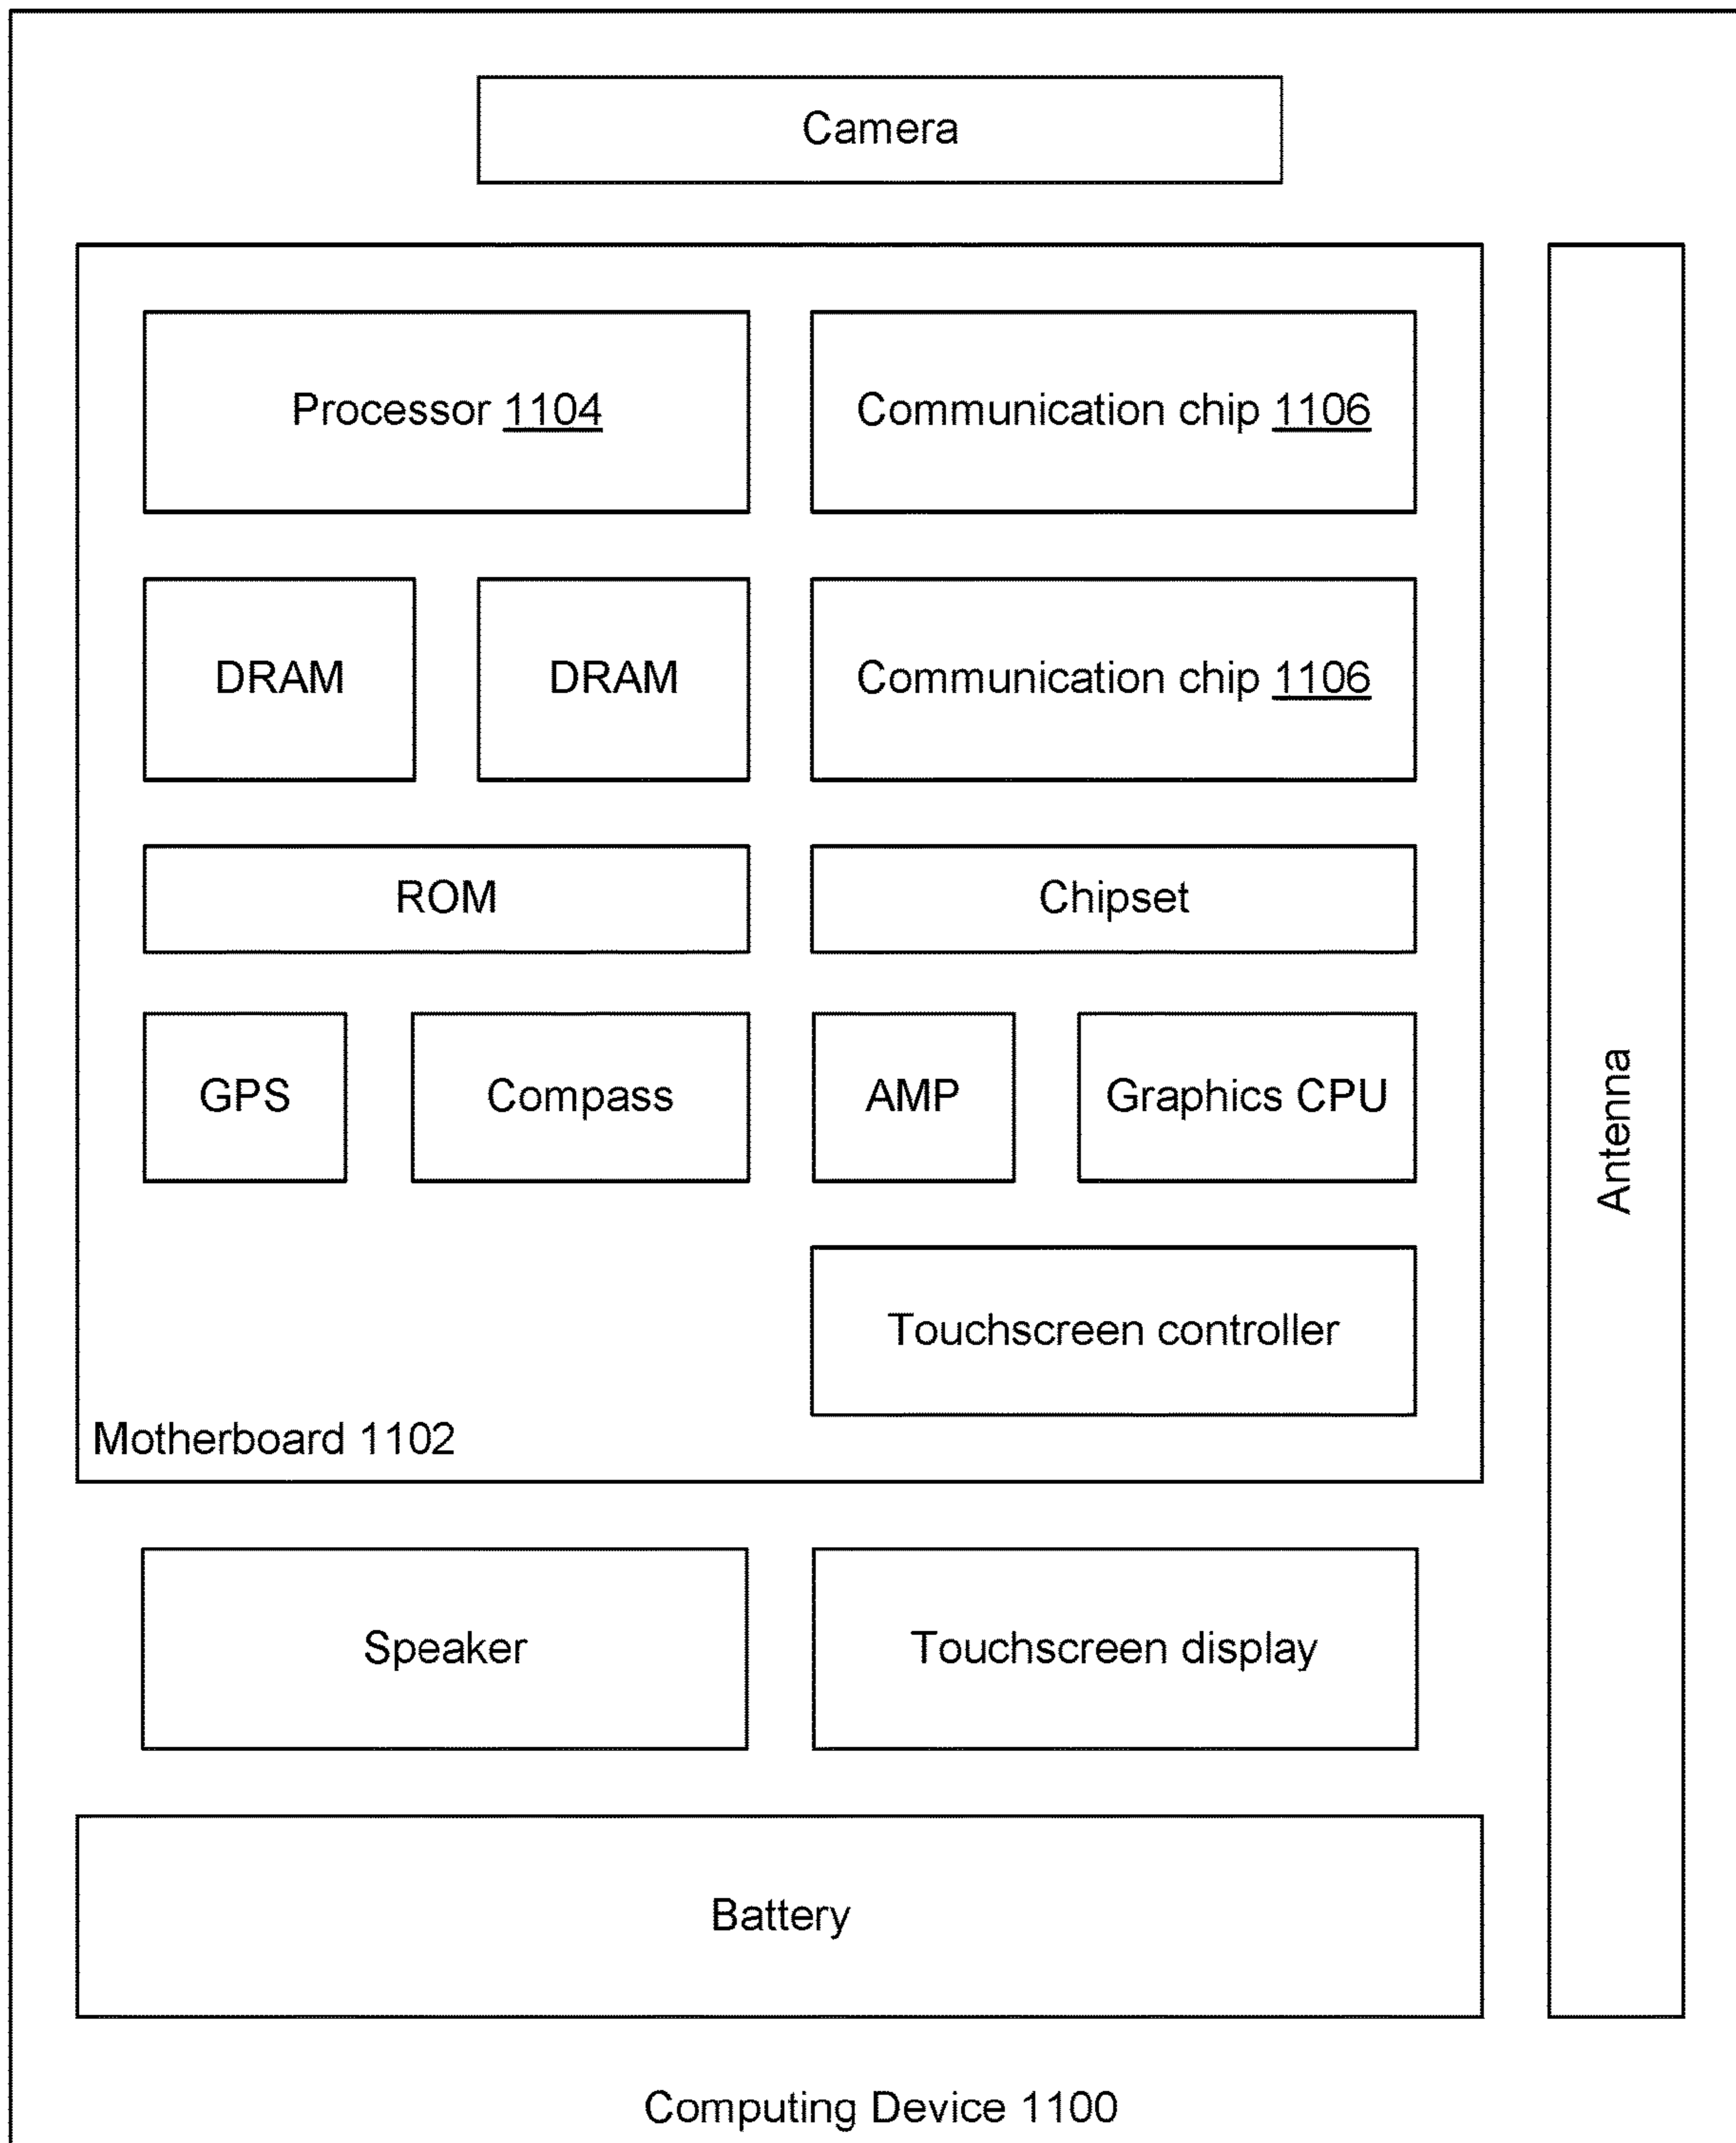 Camera
Processor 1104
Communication chip 1106
DRAM
DRAM
Communication chip 1106
ROM
Chipset
GPS
Compass
AMP
Graphics CPU
Antenna
Touchscreen controller
Motherboard 1102
Speaker
Touchscreen display
Battery
Computing Device 1100